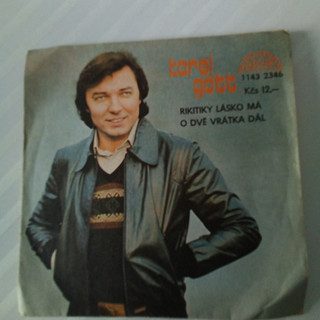 karel
gott
1143 2346
Kčs 12,–
RIKITIKY LÁSKO MÁ
O DVĚ VRÁTKA DÁL